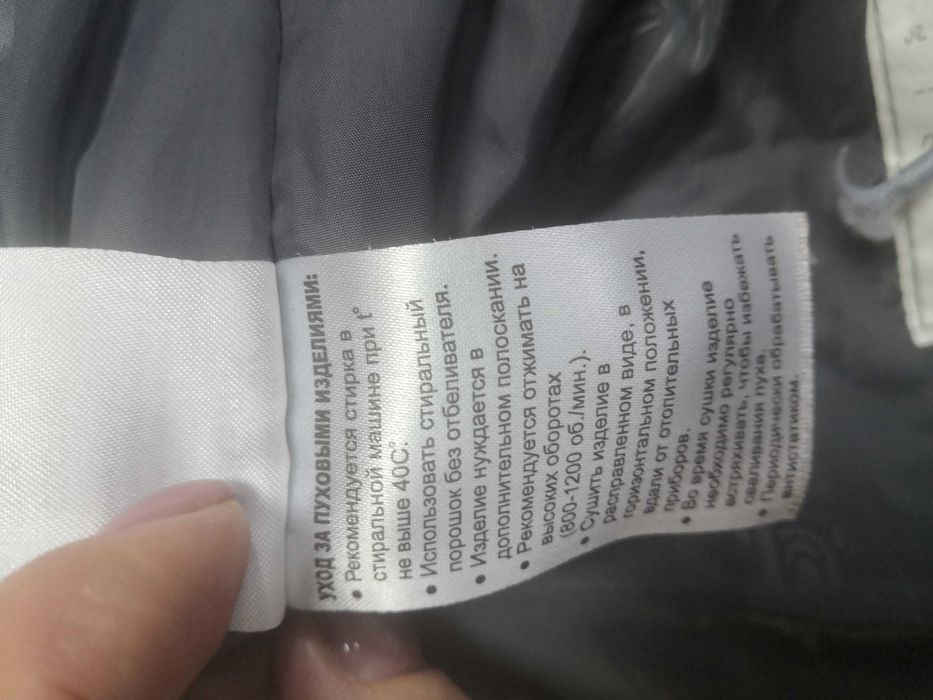 УХОД ЗА ПУХОВЫМИ ИЗДЕЛИЯМИ:
• Рекомендуется стирка в
стиральной машине при t°
не выше 40С°.
• Использовать стиральный
порошок без отбеливателя.
• Изделие нуждается в
дополнительном полоскании.
• Рекомендуется отжимать на
высоких оборотах
(800-1200 об./мин.).
• Сушить изделие в
расправленном виде, в
горизонтальном положении,
вдали от отопительных
приборов.
• Во время сушки изделие
необходимо регулярно
встряхивать, чтобы избежать
сваливания пуха.
• Периодически обрабатывать
антистатиком.